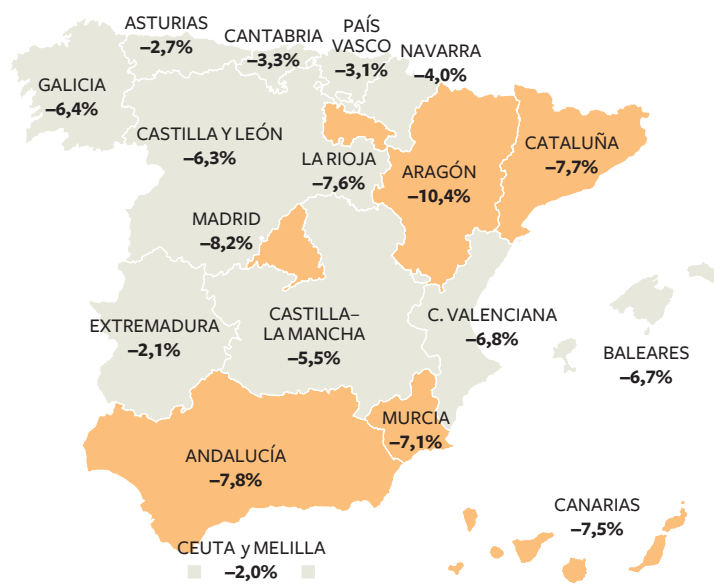 ASTURIAS
–2,7%
CANTABRIA
–3,3%
PAÍS
VASCO
–3,1%
NAVARRA
–4,0%
GALICIA
–6,4%
CASTILLA Y LEÓN
–6,3%
LA RIOJA
–7,6%
ARAGÓN
–10,4%
CATALUÑA
–7,7%
MADRID
–8,2%
EXTREMADURA
–2,1%
CASTILLA–
LA MANCHA
–5,5%
C. VALENCIANA
–6,8%
BALEARES
–6,7%
MURCIA
–7,1%
ANDALUCÍA
–7,8%
CANARIAS
–7,5%
CEUTA y MELILLA
–2,0%